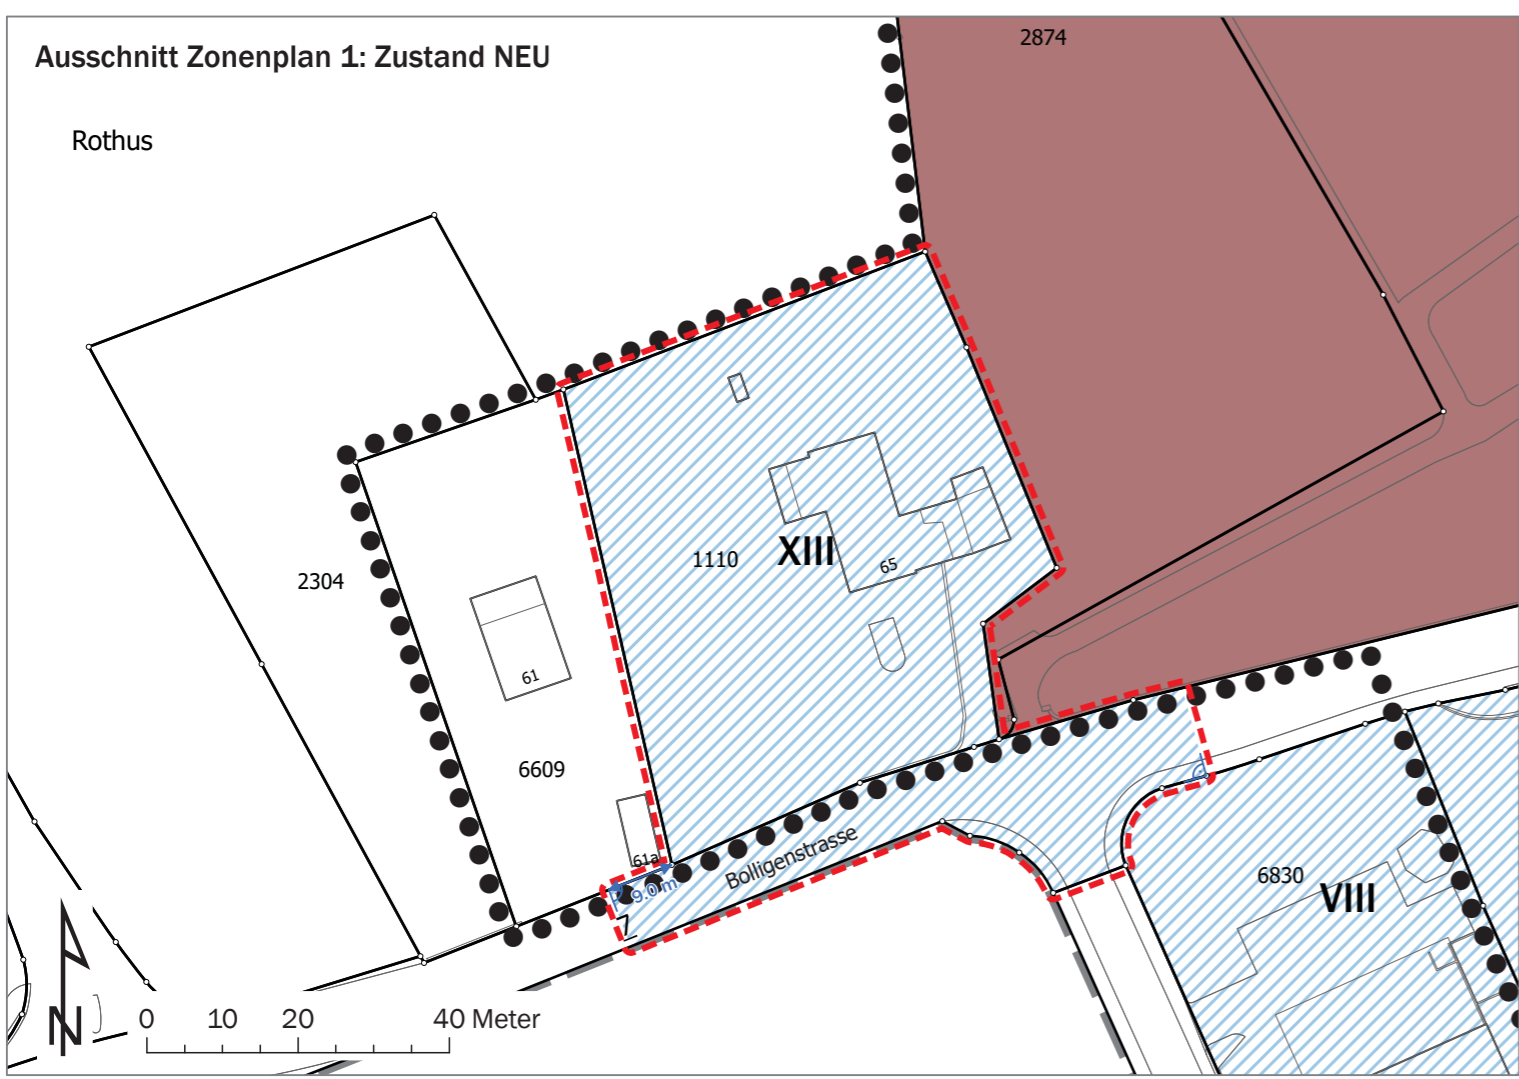 Ausschnitt Zonenplan 1: Zustand NEU
2874
Rothus
1110
XIII
65
2304
61
6609
61a
9.0 m
Bolligenstrasse
6830
VIII
N
0 10 20 40 Meter